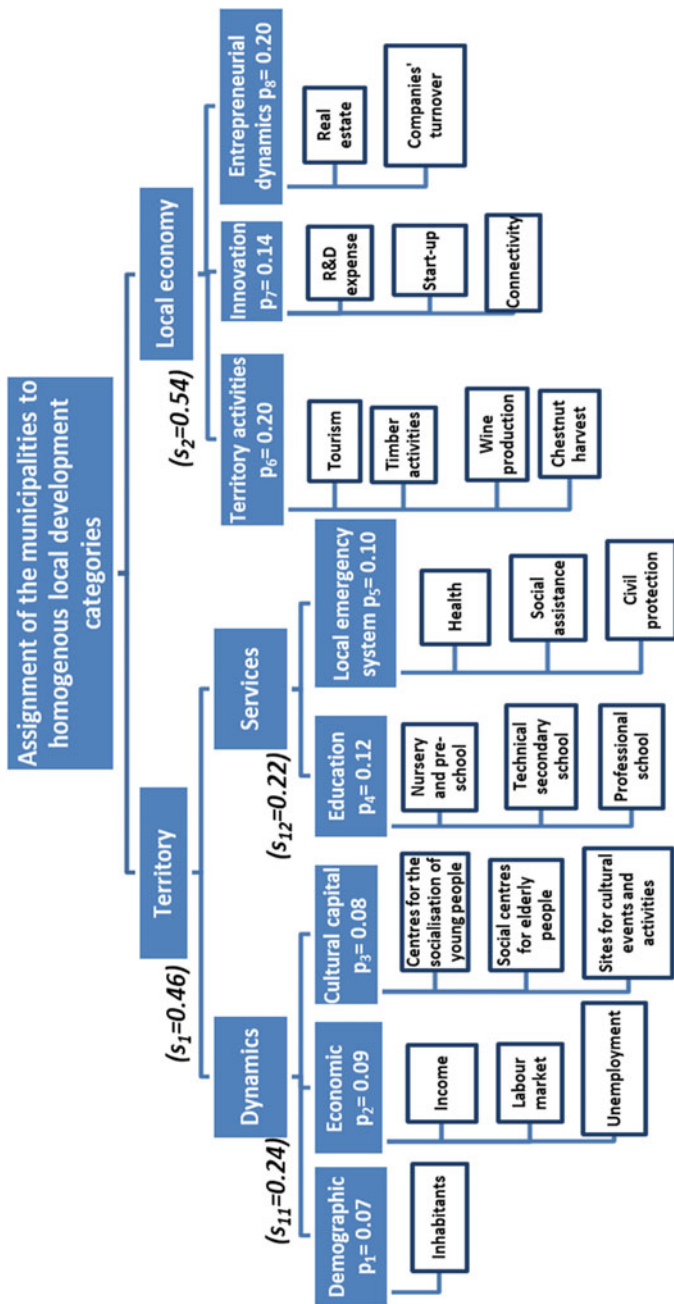 Assignment of the municipalities to
homogenous local development
categories
(s₁=0.46)
Territory
(s₂=0.54)
Local economy
(s₁₁=0.24)
Dynamics
(s₁₂=0.22)
Services
Demographic
p₁= 0.07
Inhabitants
Economic
p₂= 0.09
Income
Labour
market
Unemployment
Cultural capital
p₃= 0.08
Centres for the
socialisation of
young people
Social centres
for elderly
people
Sites for cultural
events and
activities
Education
p₄= 0.12
Nursery
and pre-
school
Technical
secondary
school
Professional
school
Local emergency
system p₅= 0.10
Health
Social
assistance
Civil
protection
Territory activities
p₆= 0.20
Tourism
Timber
activities
Wine
production
Chestnut
harvest
Innovation
p₇= 0.14
R&D
expense
Start-up
Connectivity
Entrepreneurial
dynamics p₈= 0.20
Real
estate
Companies'
turnover